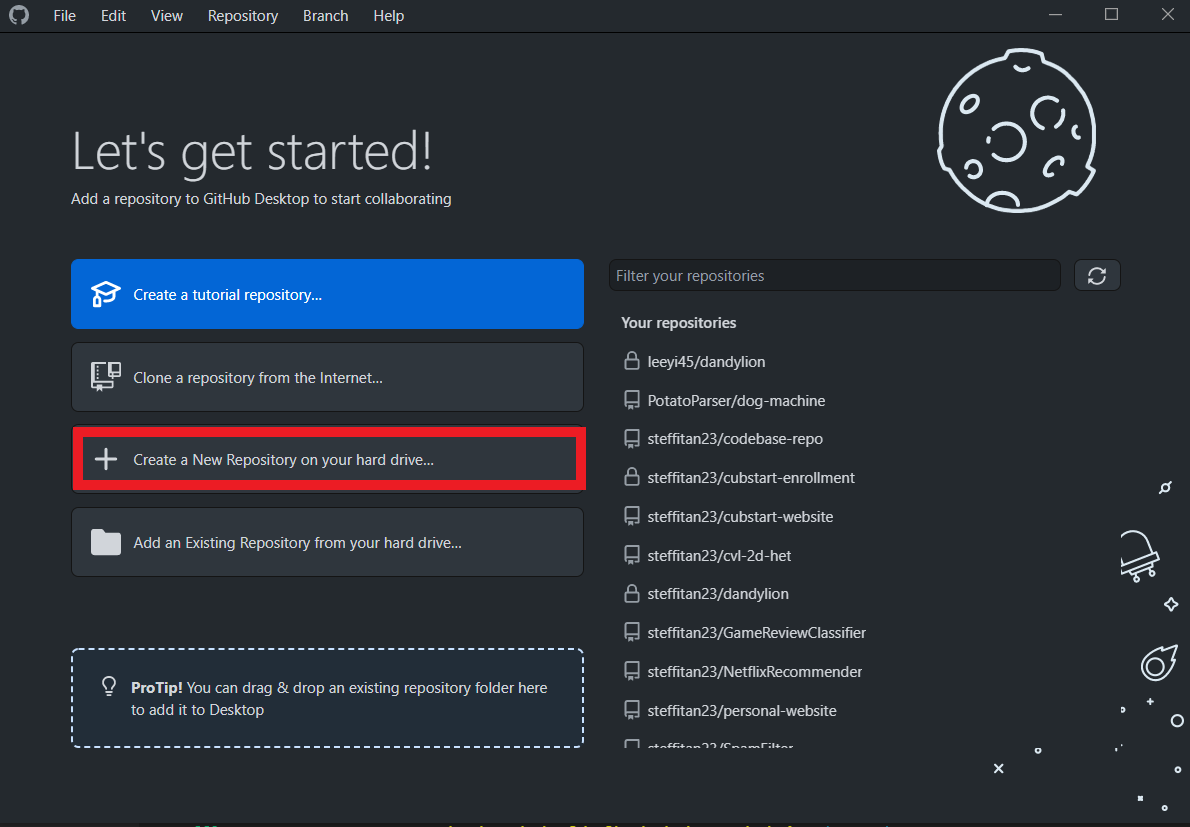 File Edit View Repository Branch Help
Let's get started!
Add a repository to GitHub Desktop to start collaborating
Create a tutorial repository...
Clone a repository from the Internet...
Create a New Repository on your hard drive...
Add an Existing Repository from your hard drive...
ProTip! You can drag & drop an existing repository folder here
to add it to Desktop
Filter your repositories
Your repositories
leeyi45/dandylion
PotatoParser/dog-machine
steffitan23/codebase-repo
steffitan23/cubstart-enrollment
steffitan23/cubstart-website
steffitan23/cvl-2d-het
steffitan23/dandylion
steffitan23/GameReviewClassifier
steffitan23/NetflixRecommender
steffitan23/personal-website
steffitan23/SpamFilter